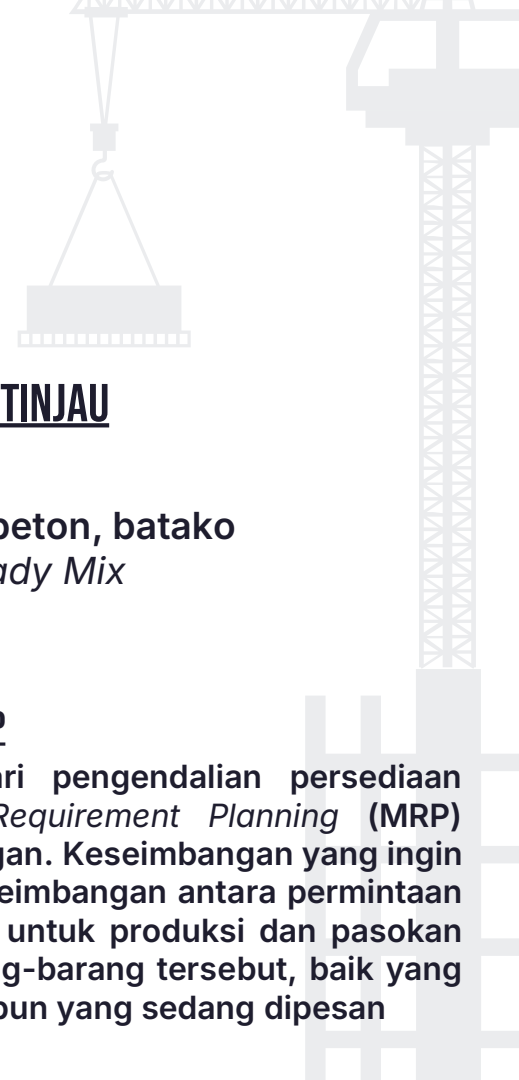 TINJAU
beton, batako
ady Mix
P
ari pengendalian persediaan
Requirement Planning (MRP)
gan. Keseimbangan yang ingin
eimbangan antara permintaan
untuk produksi dan pasokan
g-barang tersebut, baik yang
pun yang sedang dipesan